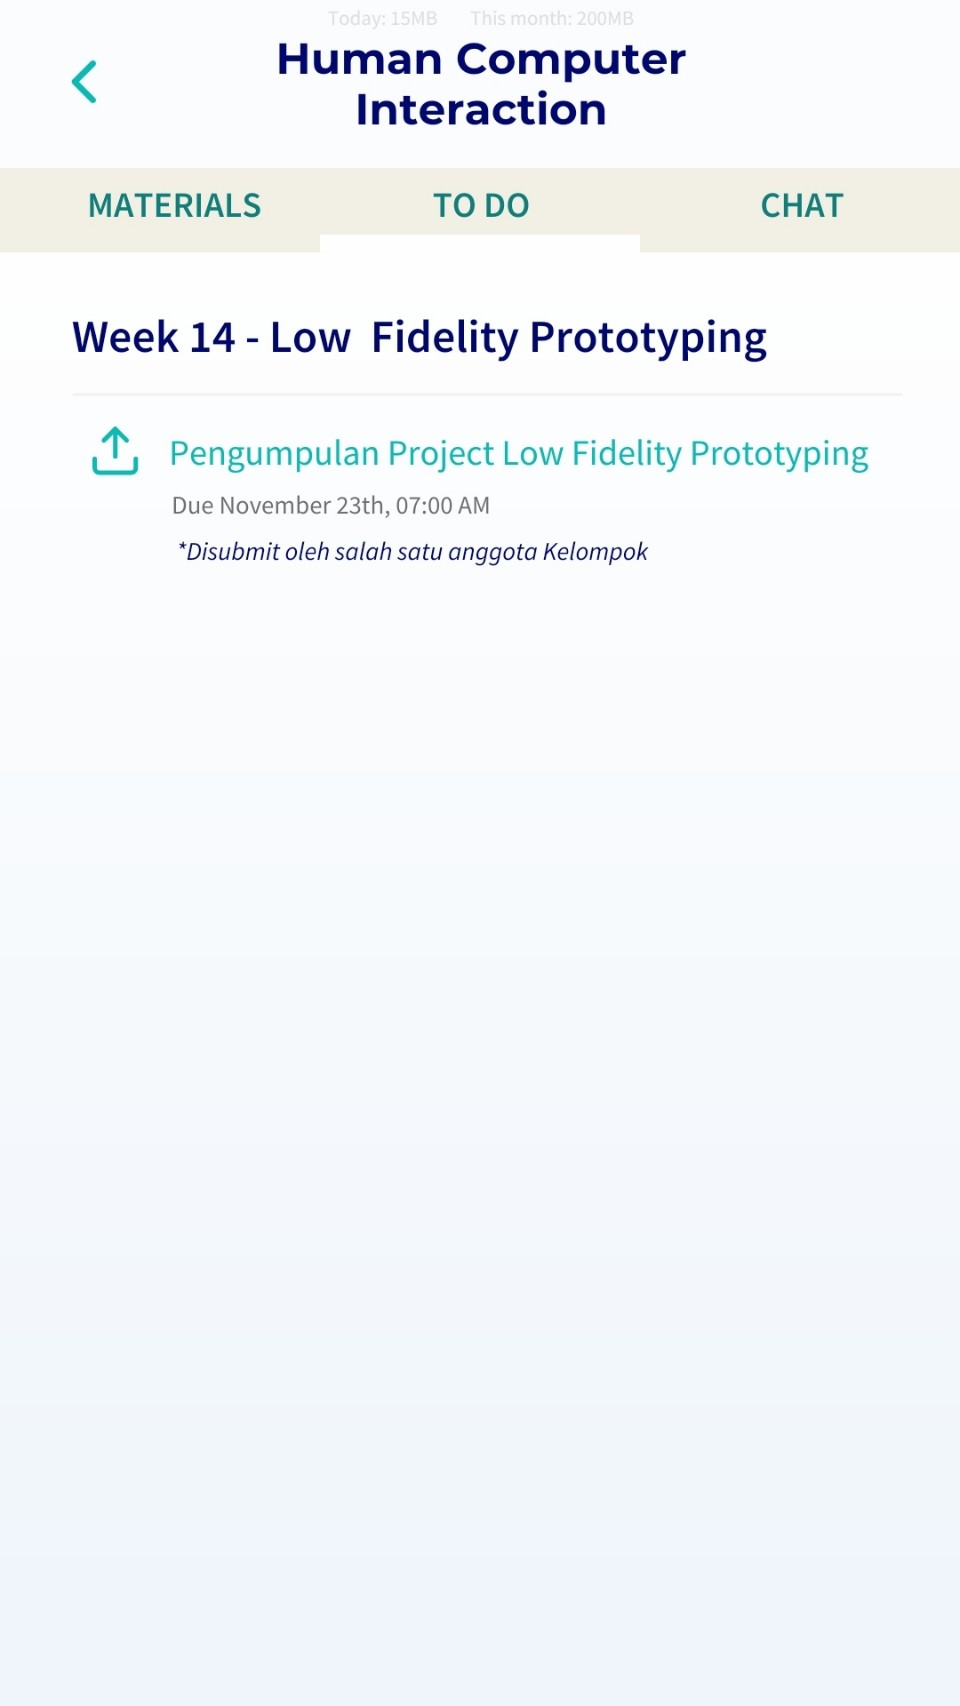 Today: 15MB This month: 200MB
Human Computer
Interaction
MATERIALS TO DO CHAT
Week 14 - Low Fidelity Prototyping
Pengumpulan Project Low Fidelity Prototyping
Due November 23th, 07:00 AM
*Disubmit oleh salah satu anggota Kelompok